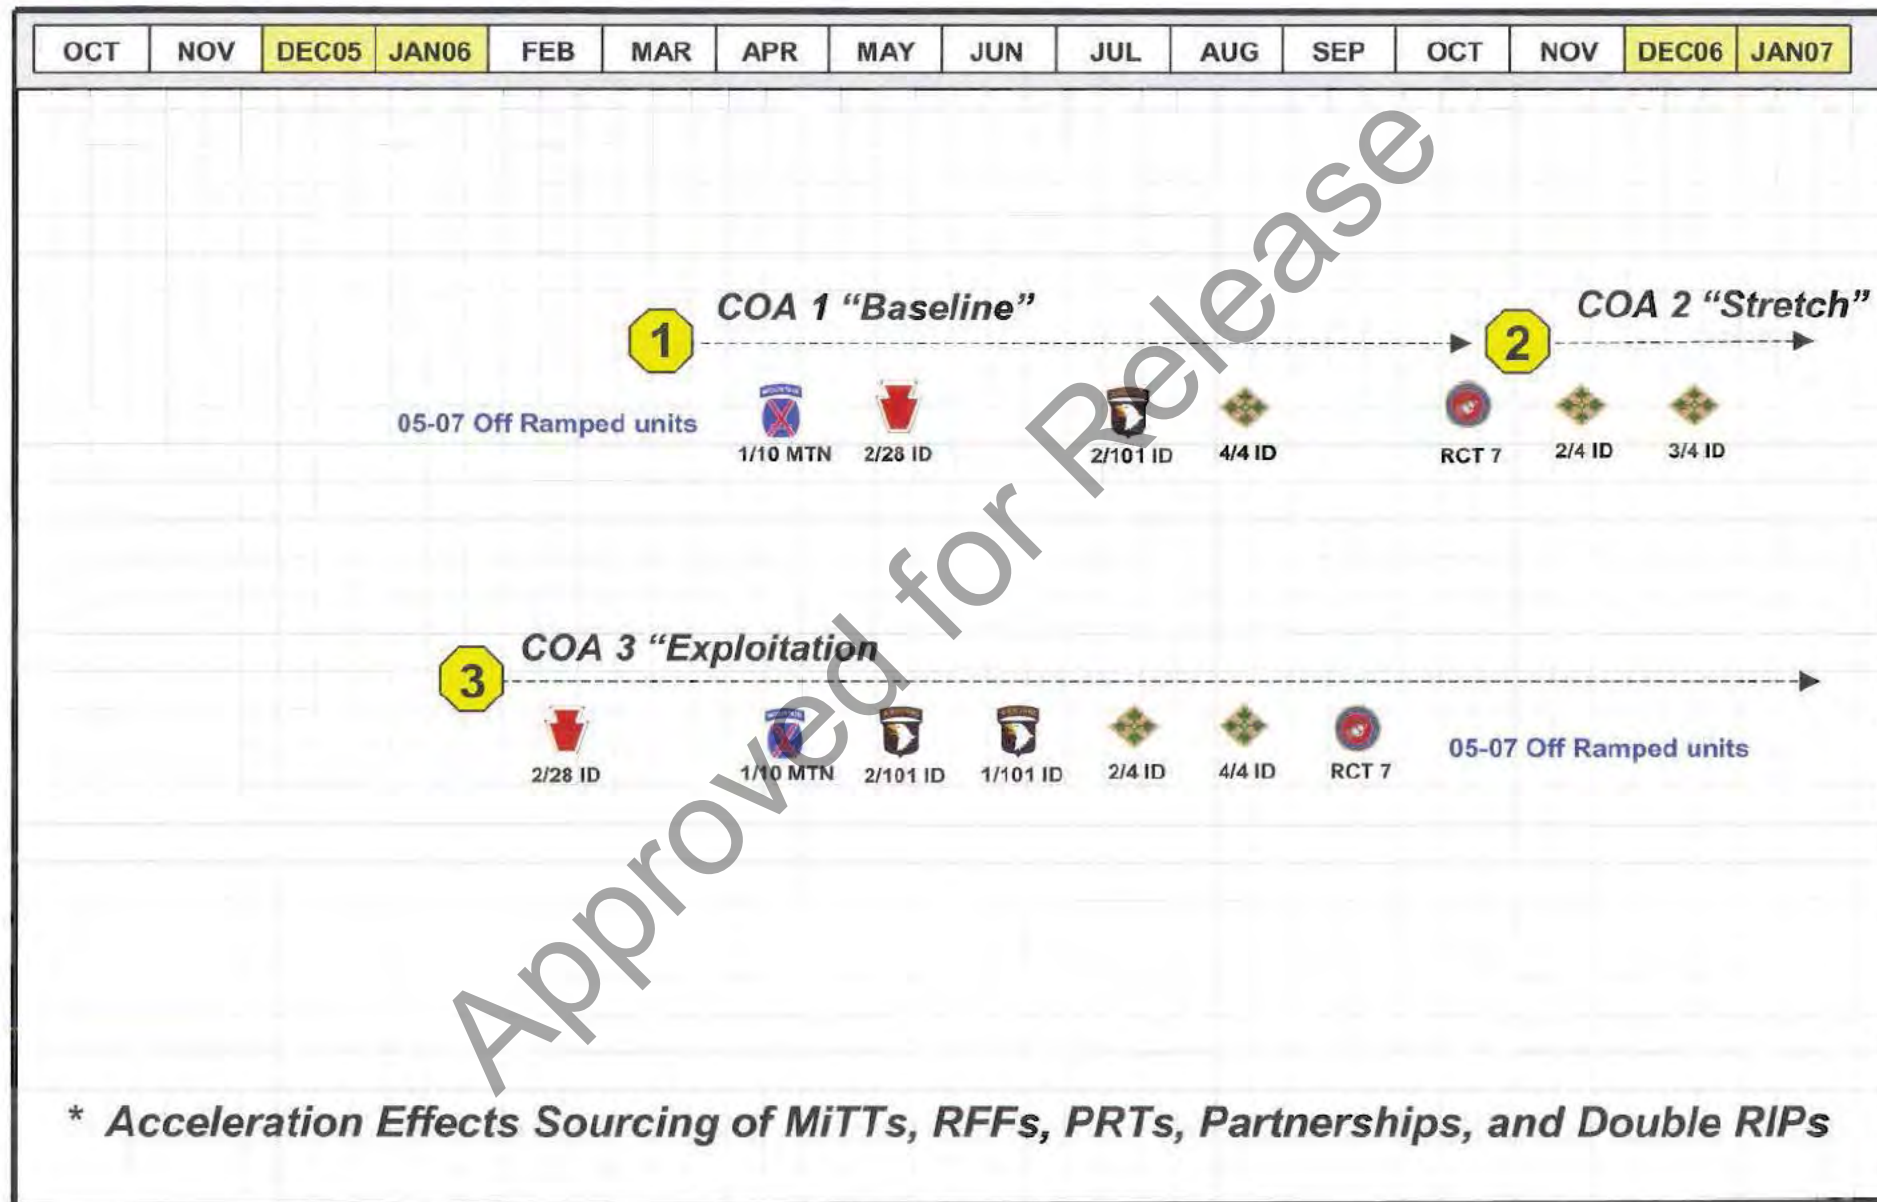 OCT NOV DEC05 JAN06 FEB MAR APR MAY JUN JUL AUG SEP OCT NOV DEC06 JAN07
COA 1 “Baseline”
COA 2 “Stretch”
1
2
05-07 Off Ramped units
MOUNTAIN
1/10 MTN
2/28 ID
2/101 ID
4/4 ID
RCT 7
2/4 ID
3/4 ID
COA 3 “Exploitation
3
2/28 ID
1/10 MTN
2/101 ID
1/101 ID
2/4 ID
4/4 ID
RCT 7
05-07 Off Ramped units
* Acceleration Effects Sourcing of MiTTs, RFFs, PRTs, Partnerships, and Double RIPs
Approved for Release